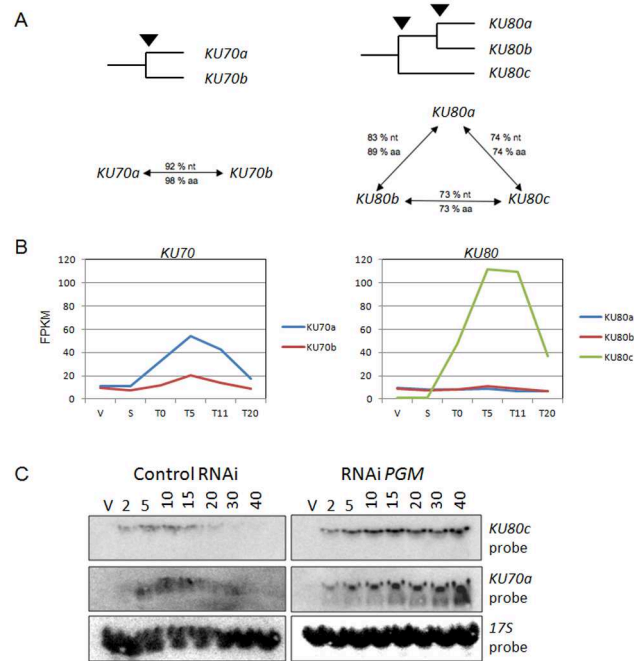 A
KU70a
KU70b
KU80a
KU80b
KU80c
KU80a
83 % nt
89 % aa
74 % nt
74 % aa
KU70a
92 % nt
98 % aa
KU70b
KU80b
73 % nt
73 % aa
KU80c
B
KU70
FPKM
120
100
80
60
40
20
0
V S T0 T5 T11 T20
KU70a
KU70b
KU80
120
100
80
60
40
20
0
V S T0 T5 T11 T20
KU80a
KU80b
KU80c
C
Control RNAi
V 2 5 10 15 20 30 40
RNAi PGM
V 2 5 10 15 20 30 40
KU80c
probe
KU70a
probe
17S
probe